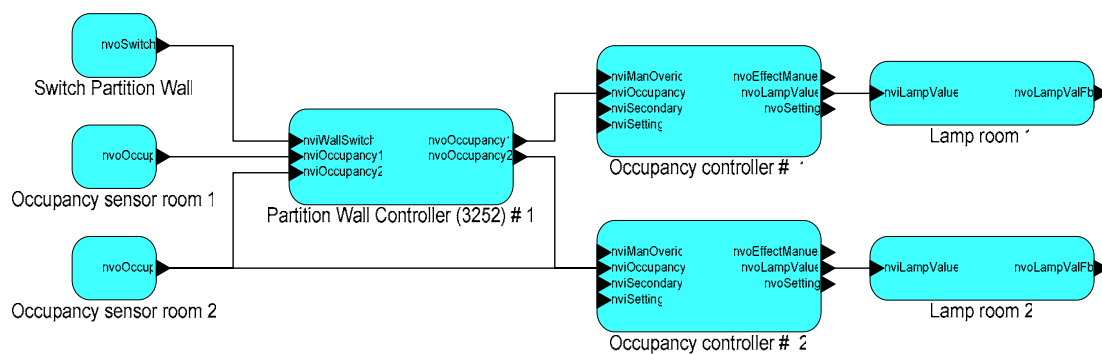 nvoSwitch
Switch Partition Wall
nvoOccup
Occupancy sensor room 1
nvoOccup
Occupancy sensor room 2
nviWallSwitch
nviOccupancy1
nviOccupancy2
nvoOccupancy1
nvoOccupancy2
Partition Wall Controller (3252) # 1
nviManOveric
nviOccupancy
nviSecondary
nviSetting
nvoEffectManue
nvoLampValue
nvoSetting
Occupancy controller # 1
nviLampValue
nvoLampValFb
Lamp room 1
nviManOveric
nviOccupancy
nviSecondary
nviSetting
nvoEffectManue
nvoLampValue
nvoSetting
Occupancy controller # 2
nviLampValue
nvoLampValFb
Lamp room 2